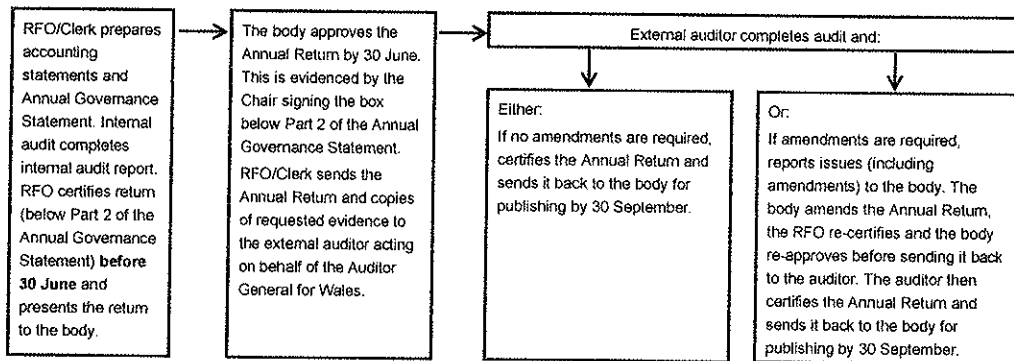 RFO/Clerk prepares
accounting
statements and
Annual Governance
Statement. Internal
audit completes
internal audit report.
RFO certifies return
(below Part 2 of the
Annual Governance
Statement) before
30 June and
presents the return
to the body.
The body approves the
Annual Return by 30 June.
This is evidenced by the
Chair signing the box
below Part 2 of the Annual
Governance Statement.
RFO/Clerk sends the
Annual Return and copies
of requested evidence to
the external auditor acting
on behalf of the Auditor
General for Wales.
External auditor completes audit and:
Either:
If no amendments are required,
certifies the Annual Return and
sends it back to the body for
publishing by 30 September.
Or:
If amendments are required,
reports issues (including
amendments) to the body. The
body amends the Annual Return,
the RFO re-certifies and the body
re-approves before sending it back
to the auditor. The auditor then
certifies the Annual Return and
sends it back to the body for
publishing by 30 September.